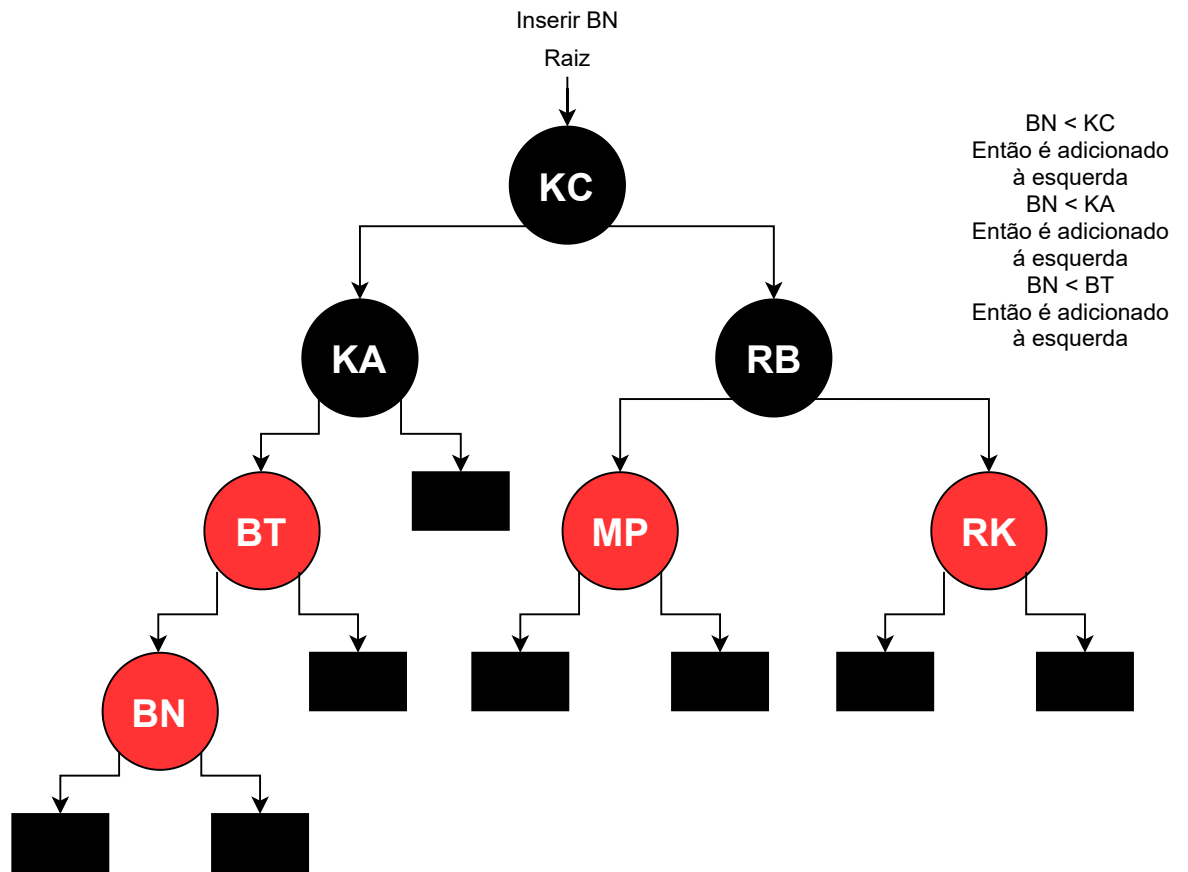 Inserir BN
Raiz
BN < KC
Então é adicionado
à esquerda
BN < KA
Então é adicionado
á esquerda
BN < BT
Então é adicionado
à esquerda
KC
KA
RB
BT
MP
RK
BN